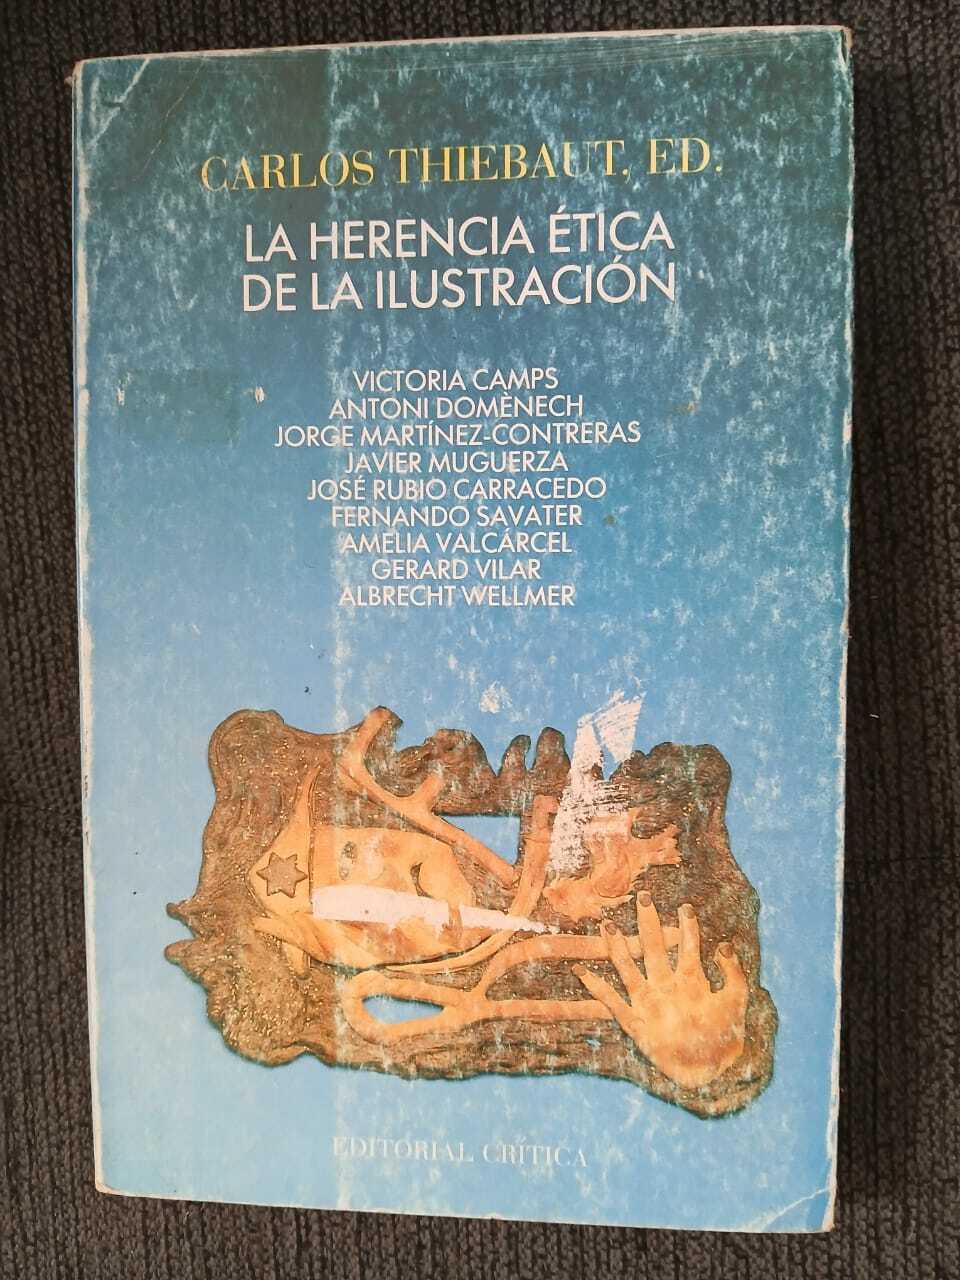 CARLOS THIEBAUT, ED.
LA HERENCIA ÉTICA
DE LA ILUSTRACIÓN
VICTORIA CAMPS
ANTONI DOMÈNECH
JORGE MARTÍNEZ-CONTRERAS
JAVIER MUGUERZA
JOSÉ RUBIO CARRACEDO
FERNANDO SAVATER
AMELIA VALCÁRCEL
GERARD VILAR
ALBRECHT WELLMER
EDITORIAL CRÍTICA